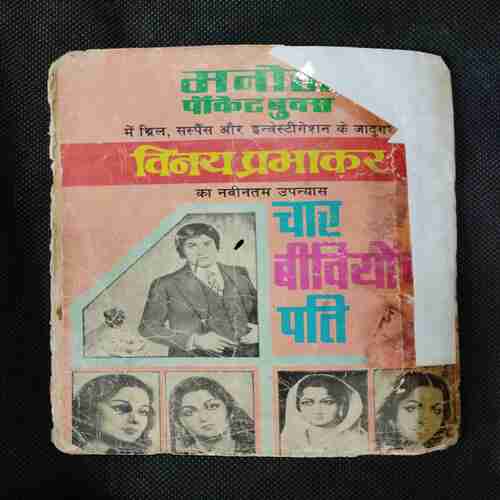 पॉकेट बुक्स
में थ्रिल, सस्पैंस और इन्वैस्टीगेशन के
विनय प्रभाकर
का नवीनतम उपन्यास
चार
पति